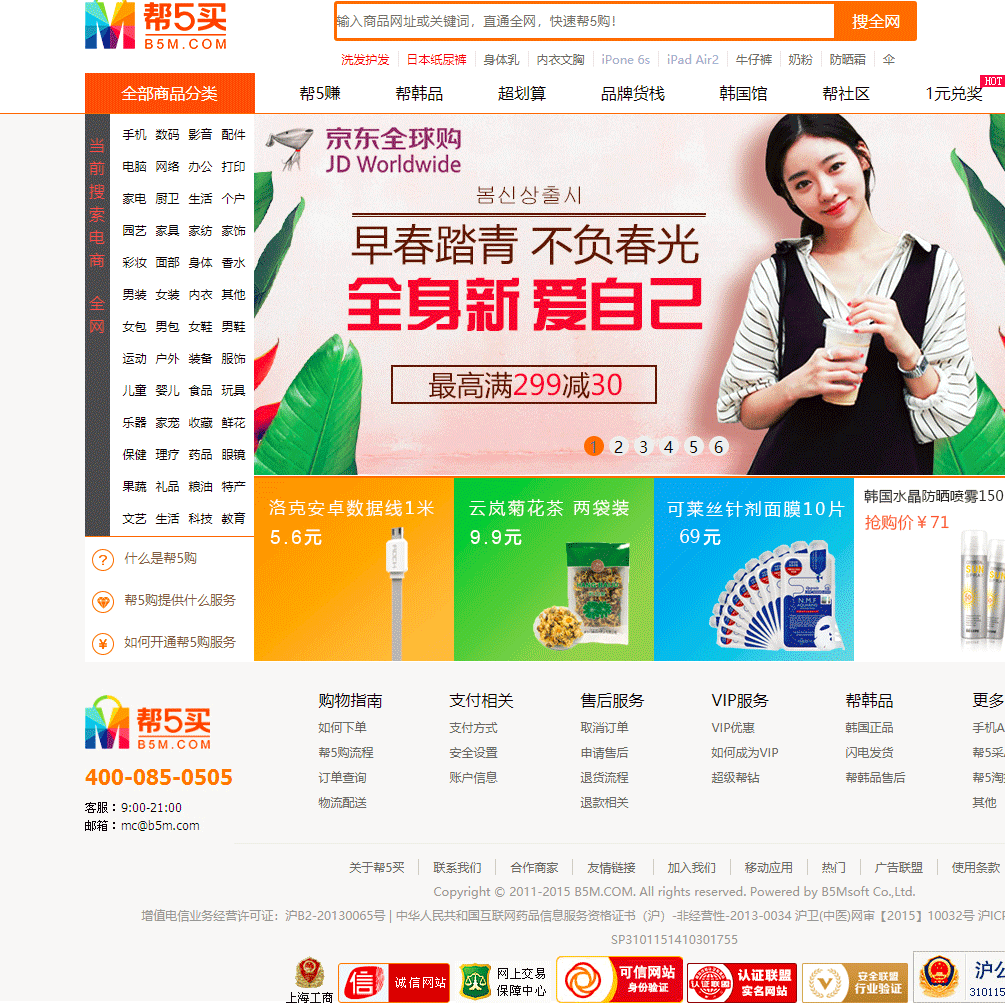 帮5买
B5M.COM
输入商品网址或关键词，直通全网，快速帮5购！ 搜全网
洗发护发 日本纸尿裤 身体乳 内衣文胸 iPone 6s iPad Air2 牛仔裤 奶粉 防晒霜 伞
全部商品分类 帮5赚 帮韩品 超划算 品牌货栈 韩国馆 帮社区 1元兑奖 HOT
当前搜索电商 全网
手机 数码 影音 配件
电脑 网络 办公 打印
家电 厨卫 生活 个户
园艺 家具 家纺 家饰
彩妆 面部 身体 香水
男装 女装 内衣 其他
女包 男包 女鞋 男鞋
运动 户外 装备 服饰
儿童 婴儿 食品 玩具
乐器 家宠 收藏 鲜花
保健 理疗 药品 眼镜
果蔬 礼品 粮油 特产
文艺 生活 科技 教育
什么是帮5购
帮5购提供什么服务
如何开通帮5购服务
京东全球购
JD Worldwide
봄신상출시
早春踏青 不负春光
全身新 爱自己
最高满299减30
1 2 3 4 5 6
洛克安卓数据线1米
5.6元
云岚菊花茶 两袋装
9.9元
可莱丝针剂面膜10片
69元
N.M.F
韩国水晶防晒喷雾150
抢购价￥71
帮5买
B5M.COM
400-085-0505
客服：9:00-21:00
邮箱：mc@b5m.com
购物指南 支付相关 售后服务 VIP服务 帮韩品 更多
如何下单 支付方式 取消订单 VIP优惠 韩国正品 手机A
帮5购流程 安全设置 申请售后 如何成为VIP 闪电发货 帮5采
订单查询 账户信息 退货流程 超级帮钻 帮韩品售后 帮5淘
物流配送 退款相关 其他
关于帮5买 联系我们 合作商家 友情链接 加入我们 移动应用 热门 广告联盟 使用条款
Copyright © 2011-2015 B5M.COM. All rights reserved. Powered by B5Msoft Co.,Ltd.
增值电信业务经营许可证：沪B2-20130065号 | 中华人民共和国互联网药品信息服务资格证书（沪）-非经营性-2013-0034 沪卫(中医)网审【2015】10032号 沪ICP
SP3101151410301755
上海工商
信 诚信网站
网上交易
保障中心
可信网站
身份验证
认证联盟
认证联盟
实名网站
安全联盟
行业验证
沪公
310115